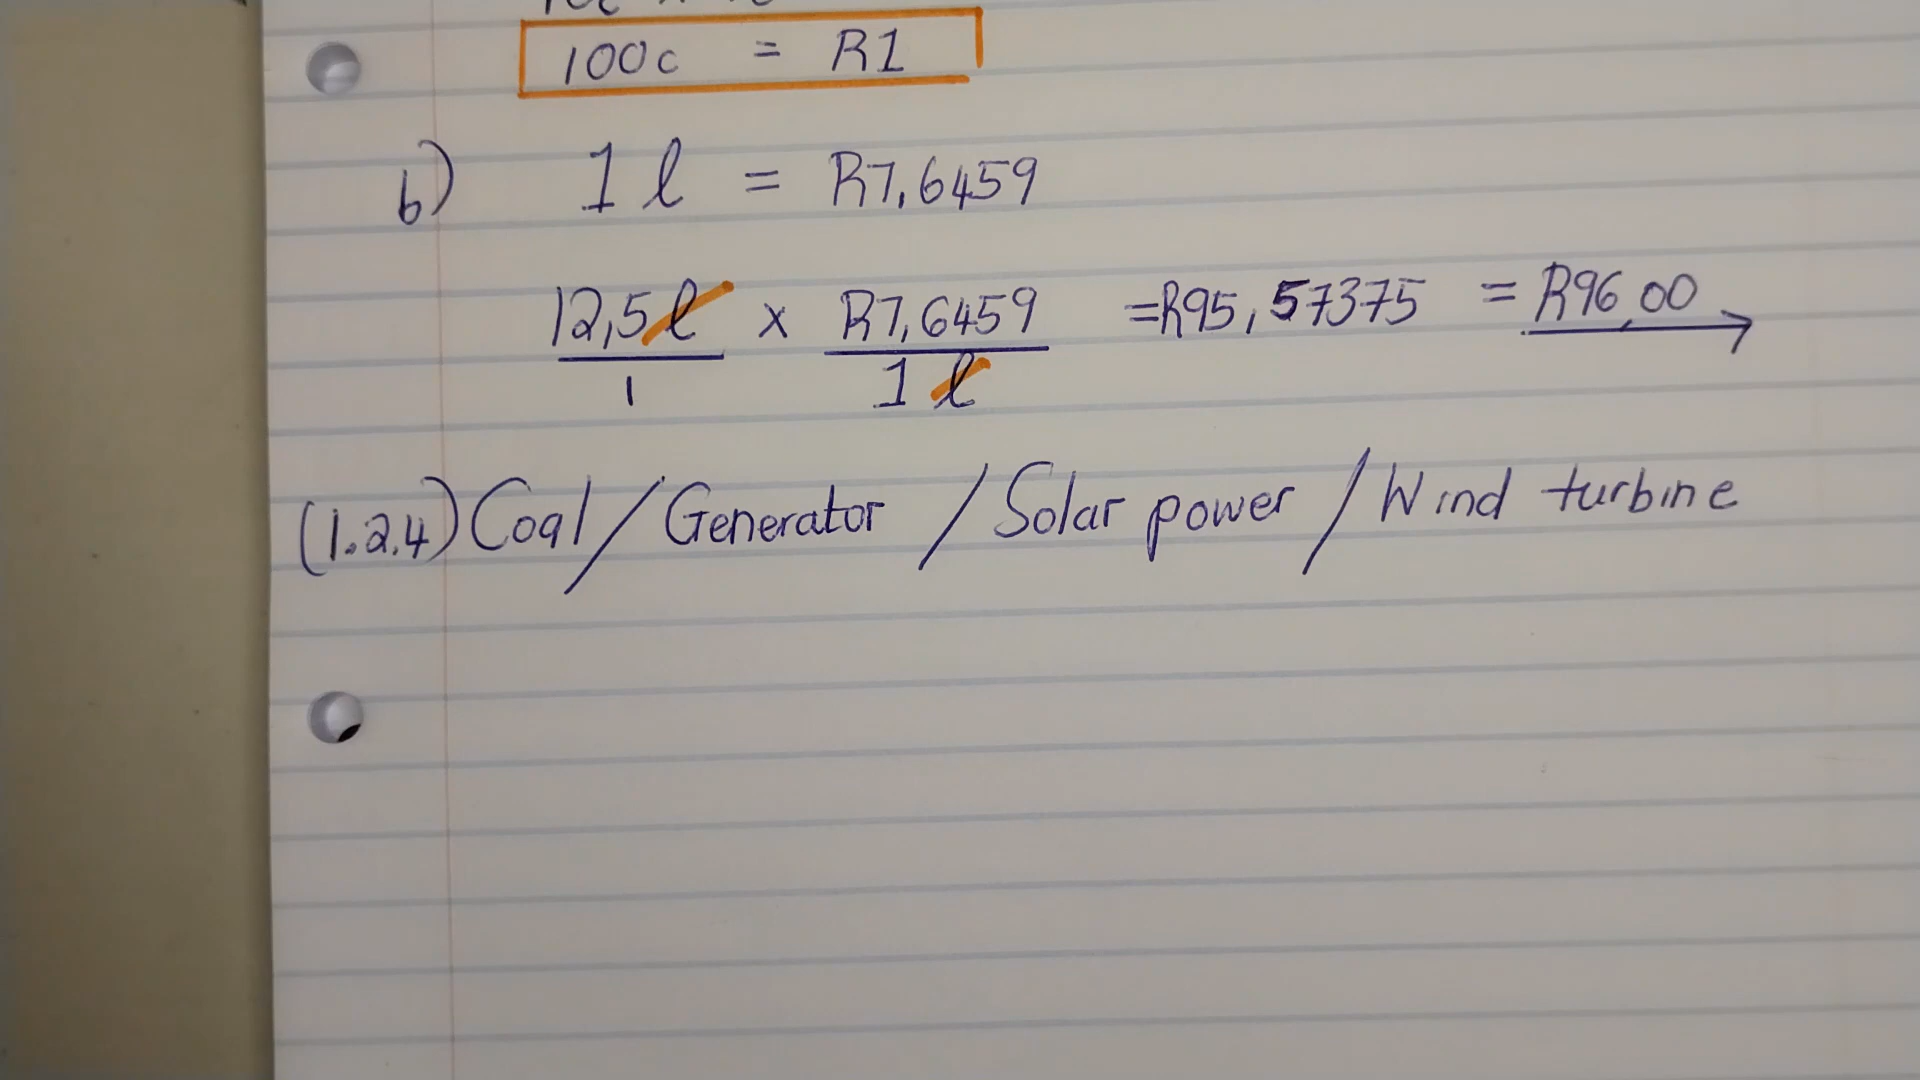 100c = R1
b) 1 l = R7,6459
12,5l x R7,6459 =R95,57375 = R96,00
1 1 l
(1.2.4) Coal / Generator / Solar power / Wind turbine